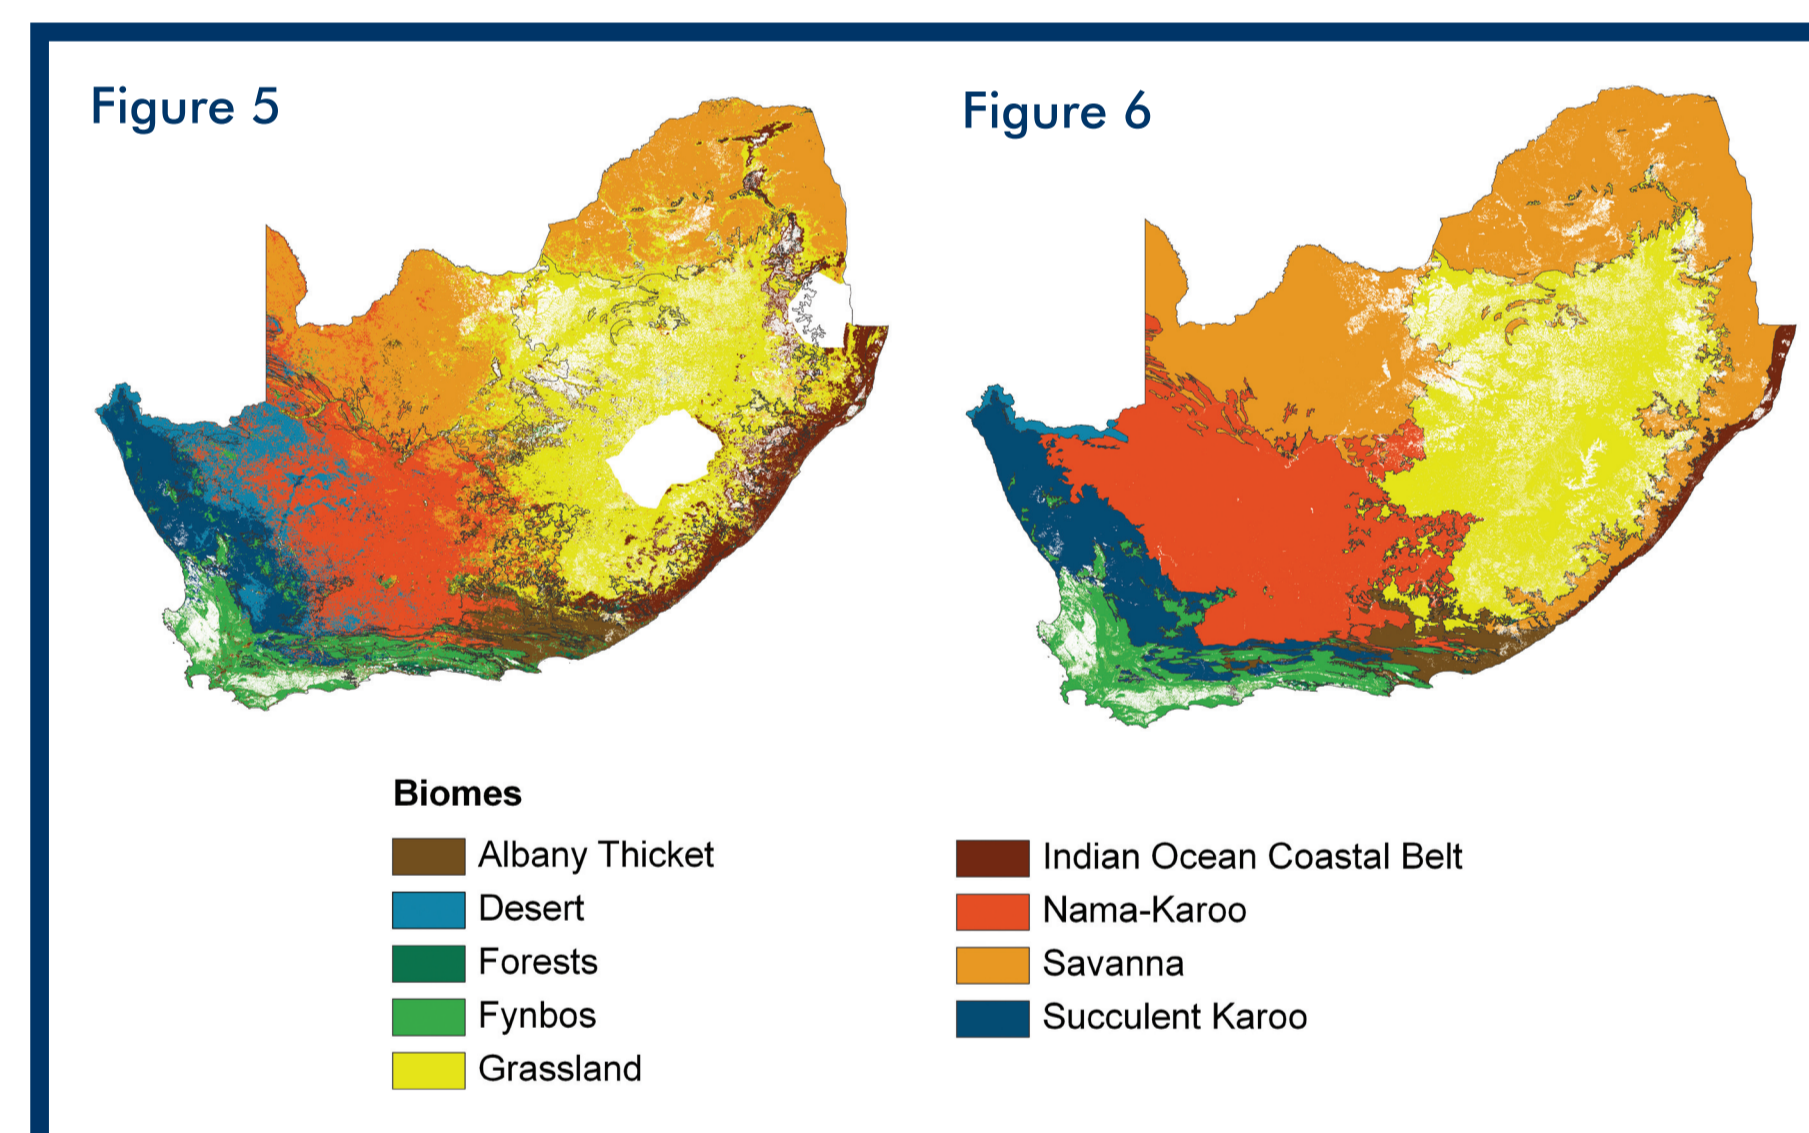 Figure 5
Figure 6
Biomes
Albany Thicket
Desert
Forests
Fynbos
Grassland
Indian Ocean Coastal Belt
Nama-Karoo
Savanna
Succulent Karoo